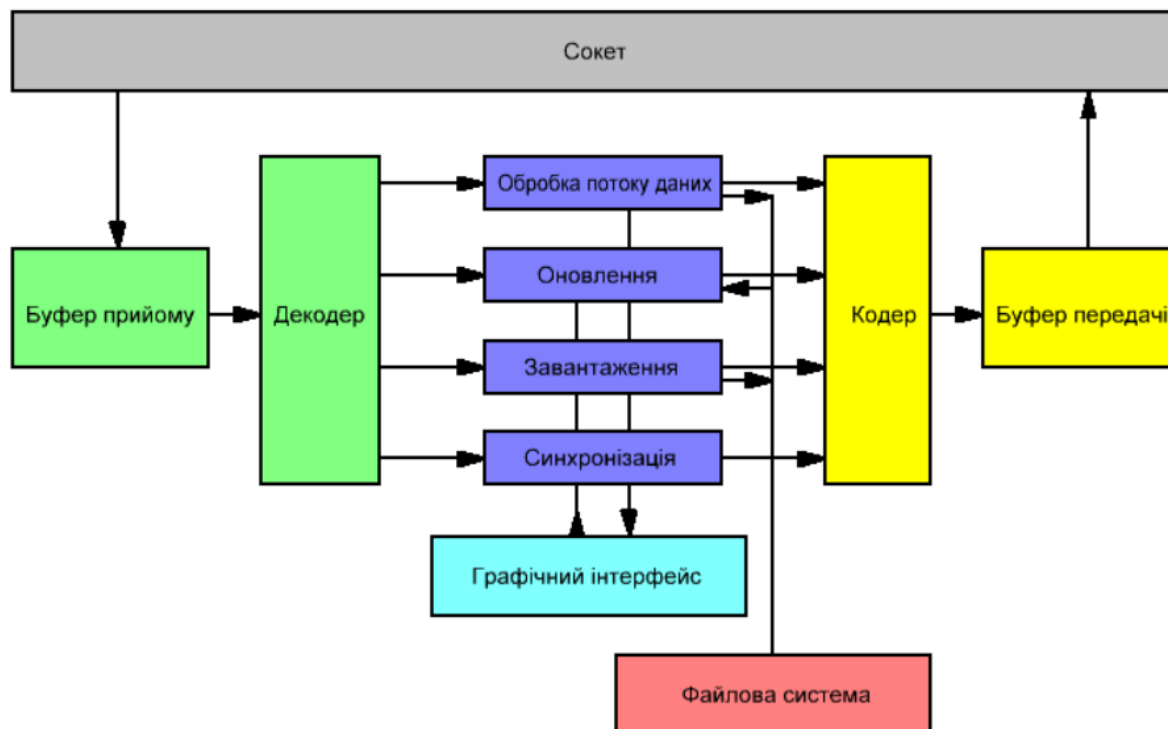 Сокет
Обробка потоку даних
Буфер прийому
Декодер
Оновлення
Кодер
Буфер передачі
Завантаження
Синхронізація
Графічний інтерфейс
Файлова система